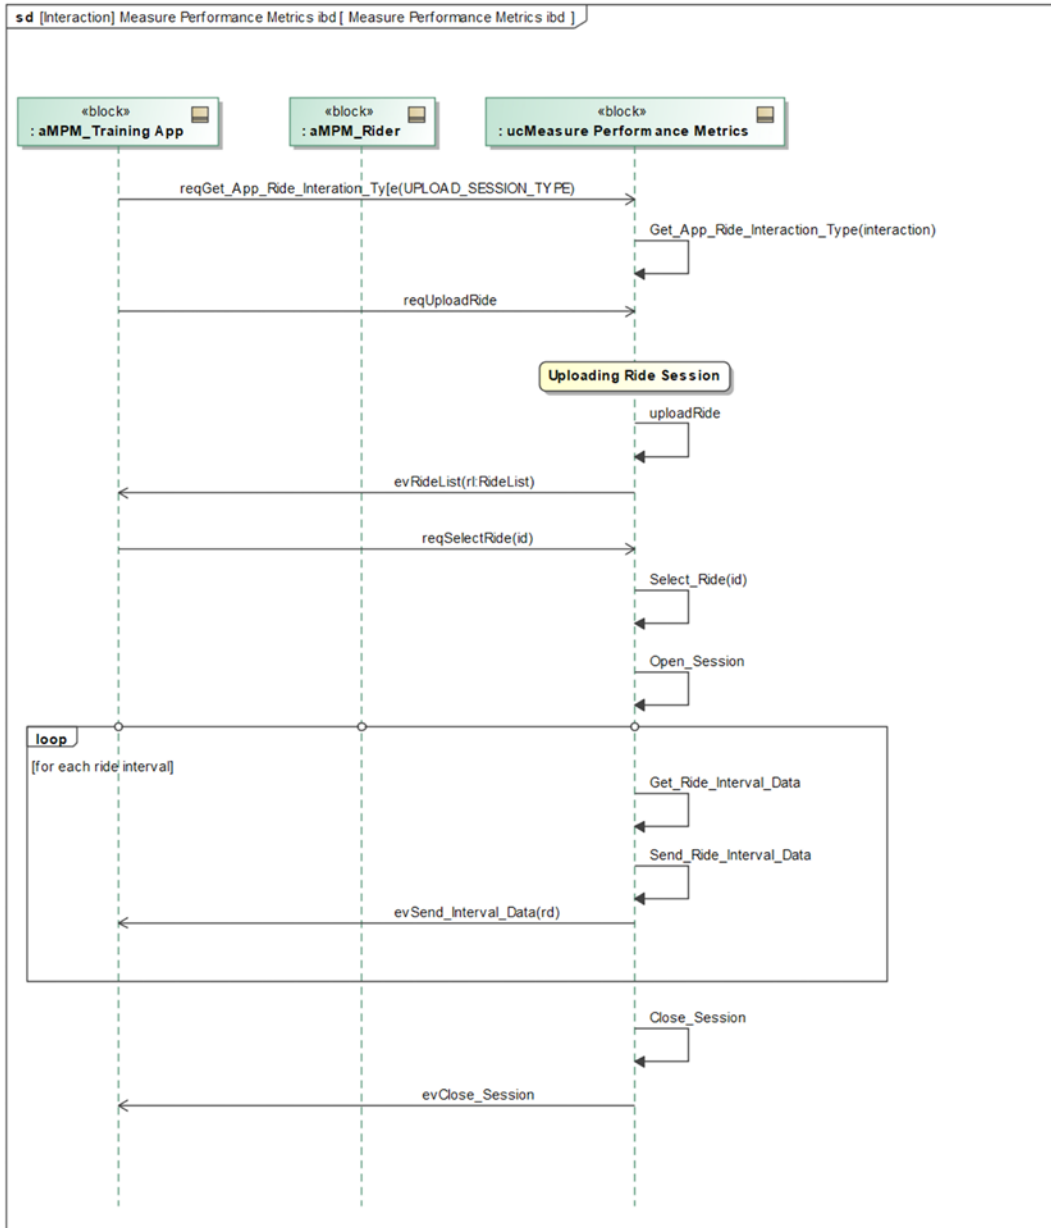 sd [Interaction] Measure Performance Metrics ibd [ Measure Performance Metrics ibd ]
«block»
: aMPM_Training App
«block»
: aMPM_Rider
«block»
: ucMeasure Performance Metrics
reqGet_App_Ride_Interation_Ty[e(UPLOAD_SESSION_TYPE)
Get_App_Ride_Interaction_Type(interaction)
reqUploadRide
Uploading Ride Session
uploadRide
evRideList(rl:RideList)
reqSelectRide(id)
Select_Ride(id)
Open_Session
loop
[for each ride interval]
Get_Ride_Interval_Data
Send_Ride_Interval_Data
evSend_Interval_Data(rd)
Close_Session
evClose_Session